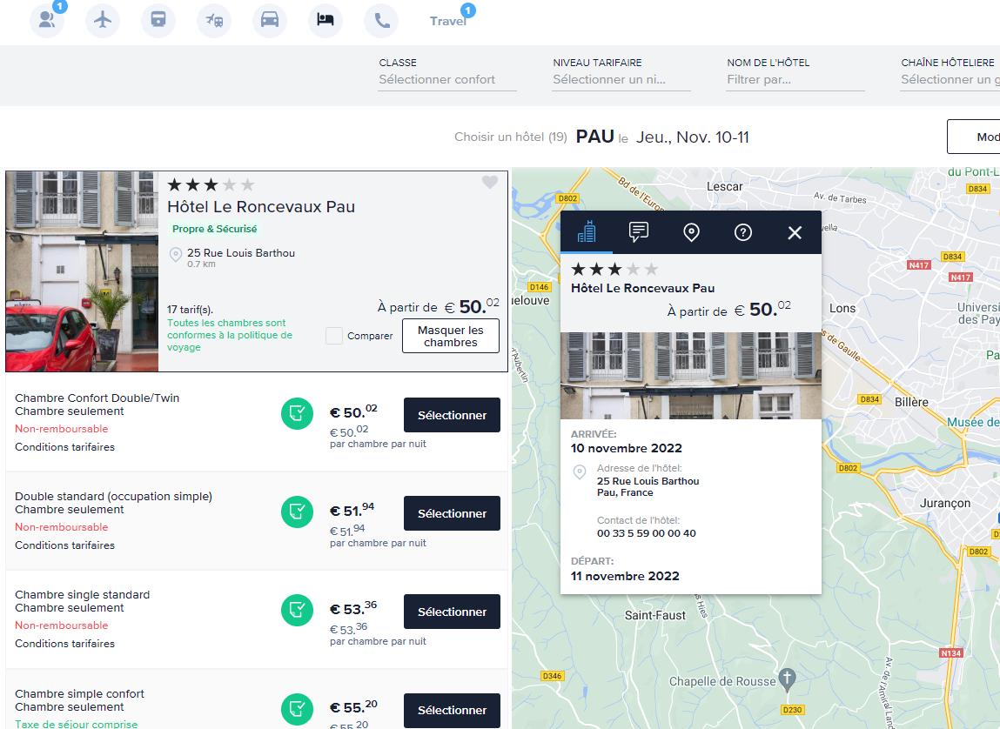 1
Travel
1
CLASSE
Sélectionner confort
NIVEAU TARIFAIRE
Sélectionner un ni...
NOM DE L'HÔTEL
Filtrer par...
CHAÎNE HÔTELIERE
Sélectionner un g
Choisir un hôtel (19) PAU le Jeu., Nov. 10-11
Mod
Hôtel Le Roncevaux Pau
Propre & Sécurisé
25 Rue Louis Barthou
0.7 km
17 tarif(s).
Toutes les chambres sont
conformes à la politique de
voyage
À partir de € 50.02
Comparer
Masquer les
chambres
Chambre Confort Double/Twin
Chambre seulement
Non-remboursable
Conditions tarifaires
€ 50.02
€ 50.02
par chambre par nuit
Sélectionner
Double standard (occupation simple)
Chambre seulement
Non-remboursable
Conditions tarifaires
€ 51.94
€ 51.94
par chambre par nuit
Sélectionner
Chambre single standard
Chambre seulement
Non-remboursable
Conditions tarifaires
€ 53.36
€ 53.36
par chambre par nuit
Sélectionner
Chambre simple confort
Chambre seulement
Taxe de séjour comprise
€ 55.20
€ 55.20
Sélectionner
Hôtel Le Roncevaux Pau
À partir de € 50.02
ARRIVÉE:
10 novembre 2022
Adresse de l'hôtel:
25 Rue Louis Barthou
Pau, France
Contact de l'hôtel:
00 33 5 59 00 00 40
DÉPART:
11 novembre 2022
du Pont-L
D834
Bd de l'Europ
Lescar
Av. de Tarbes
D802
D834
N417
N417
D146
Lons
Universi
des Pay
de Gaulle
Pa
D834
Billère
Musée de
D802
Jurançon
D802
Saint-Faust
N134
D346
Chapelle de Rousse
D230
Av. de l'Amiral Land